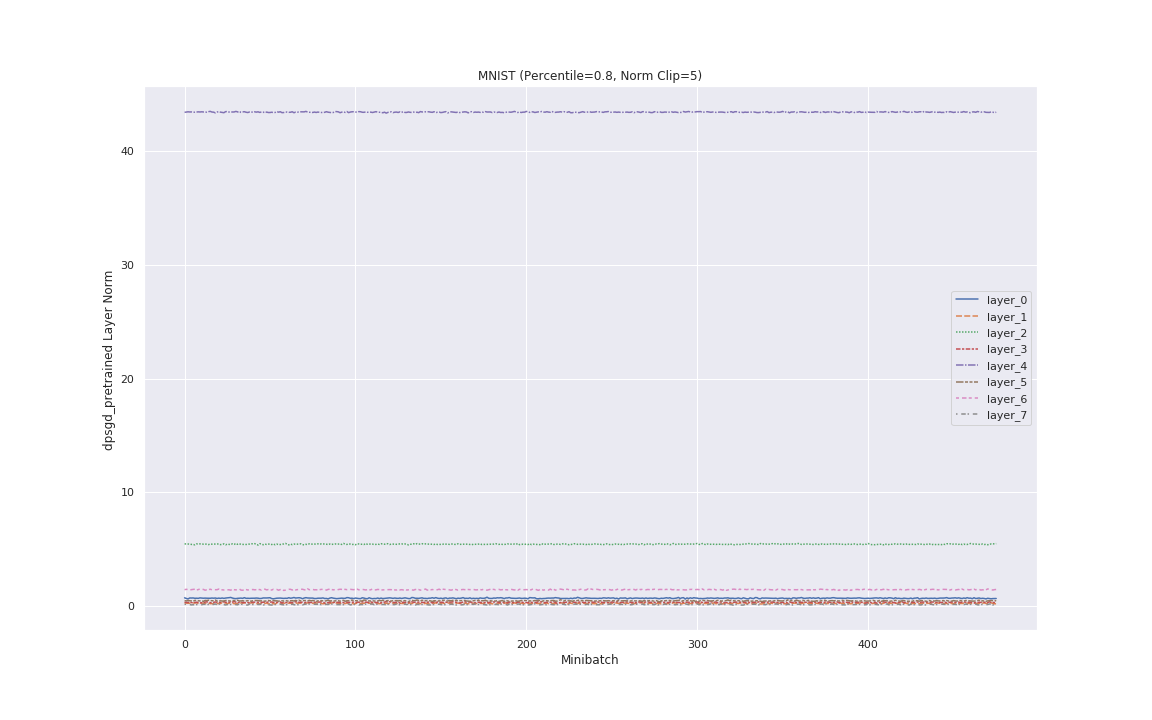 MNIST (Percentile=0.8, Norm Clip=5)
dpsgd_pretrained Layer Norm
40
30
20
10
0
layer_0
layer_1
layer_2
layer_3
layer_4
layer_5
layer_6
layer_7
0
100
200
300
400
Minibatch